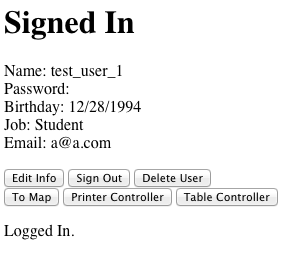 Signed In
Name: test_user_1
Password:
Birthday: 12/28/1994
Job: Student
Email: a@a.com
Edit Info Sign Out Delete User
To Map Printer Controller Table Controller
Logged In.